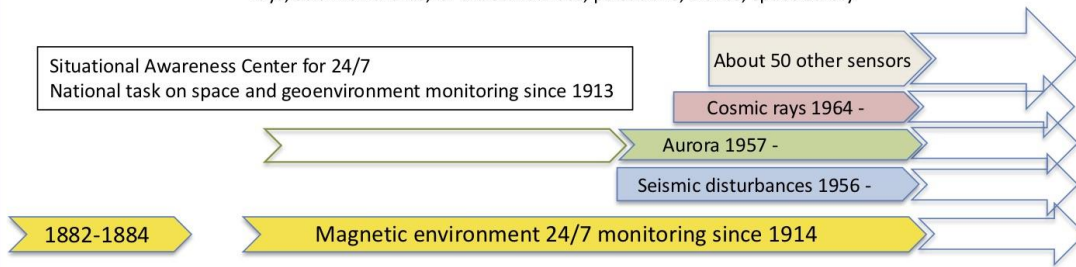 Situational Awareness Center for 24/7
National task on space and geoenvironment monitoring since 1913
About 50 other sensors
Cosmic rays 1964 -
Aurora 1957 -
Seismic disturbances 1956 -
1882-1884
Magnetic environment 24/7 monitoring since 1914